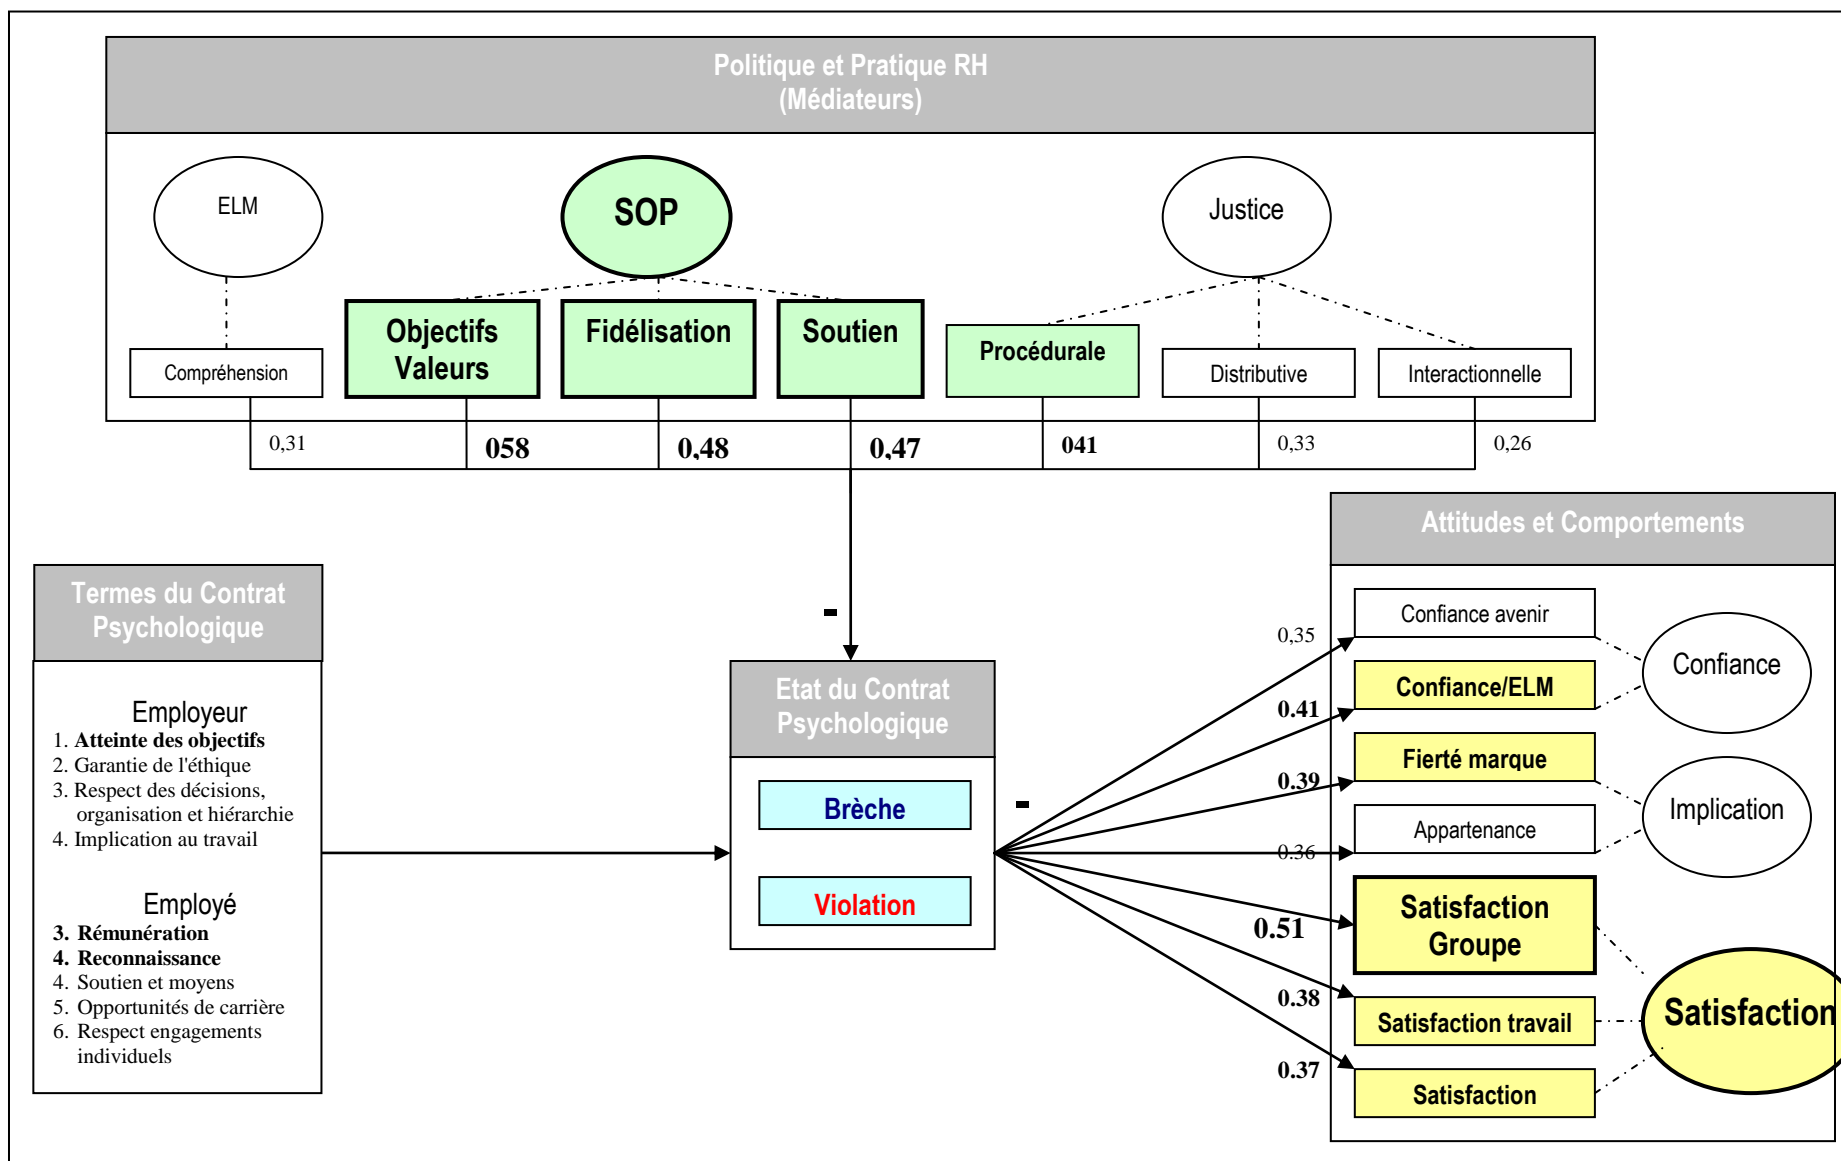 Politique et Pratique RH
(Médiateurs)
ELM
SOP
Justice
Objectifs
Valeurs
Fidélisation
Soutien
Procédurale
Compréhension
Distributive
Interactionnelle
0,31
058
0,48
0,47
041
0,33
0,26
Attitudes et Comportements
Termes du Contrat
Psychologique
Employeur
1. Atteinte des objectifs
2. Garantie de l'éthique
3. Respect des décisions,
organisation et hiérarchie
4. Implication au travail
Employé
3. Rémunération
4. Reconnaissance
4. Soutien et moyens
5. Opportunités de carrière
6. Respect engagements
individuels
-
Etat du Contrat
Psychologique
Brèche
Violation
-
0,35
0.41
0.39
0.36
0.51
0.38
0.37
Confiance avenir
Confiance/ELM
Fierté marque
Appartenance
Satisfaction
Groupe
Satisfaction travail
Satisfaction
Confiance
Implication
Satisfaction